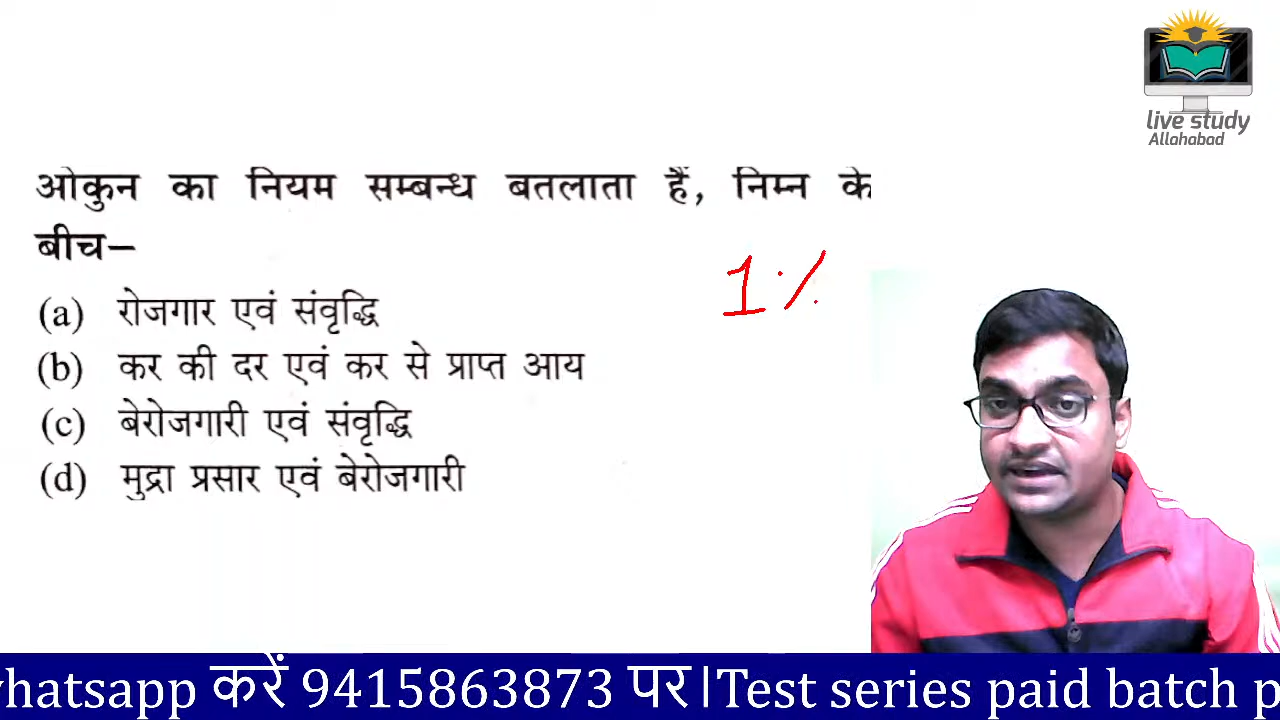 live study
Allahabad
ओकुन का नियम सम्बन्ध बतलाता हैं, निम्न के
बीच–
1%
(a) रोजगार एवं संवृद्धि
(b) कर की दर एवं कर से प्राप्त आय
(c) बेरोजगारी एवं संवृद्धि
(d) मुद्रा प्रसार एवं बेरोजगारी
whatsapp करें 9415863873 पर।Test series paid batch p